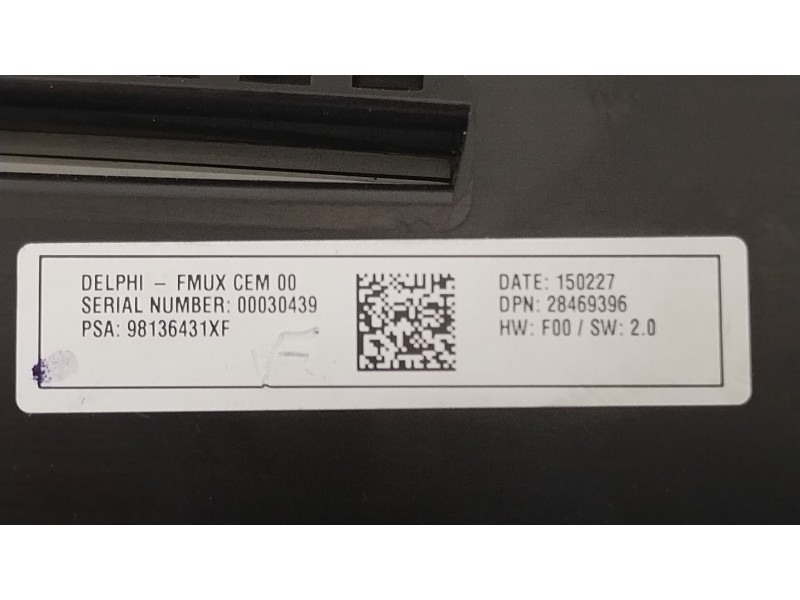 DELPHI – FMUX CEM 00
SERIAL NUMBER: 00030439
PSA: 98136431XF
DATE: 150227
DPN: 28469396
HW: F00 / SW: 2.0